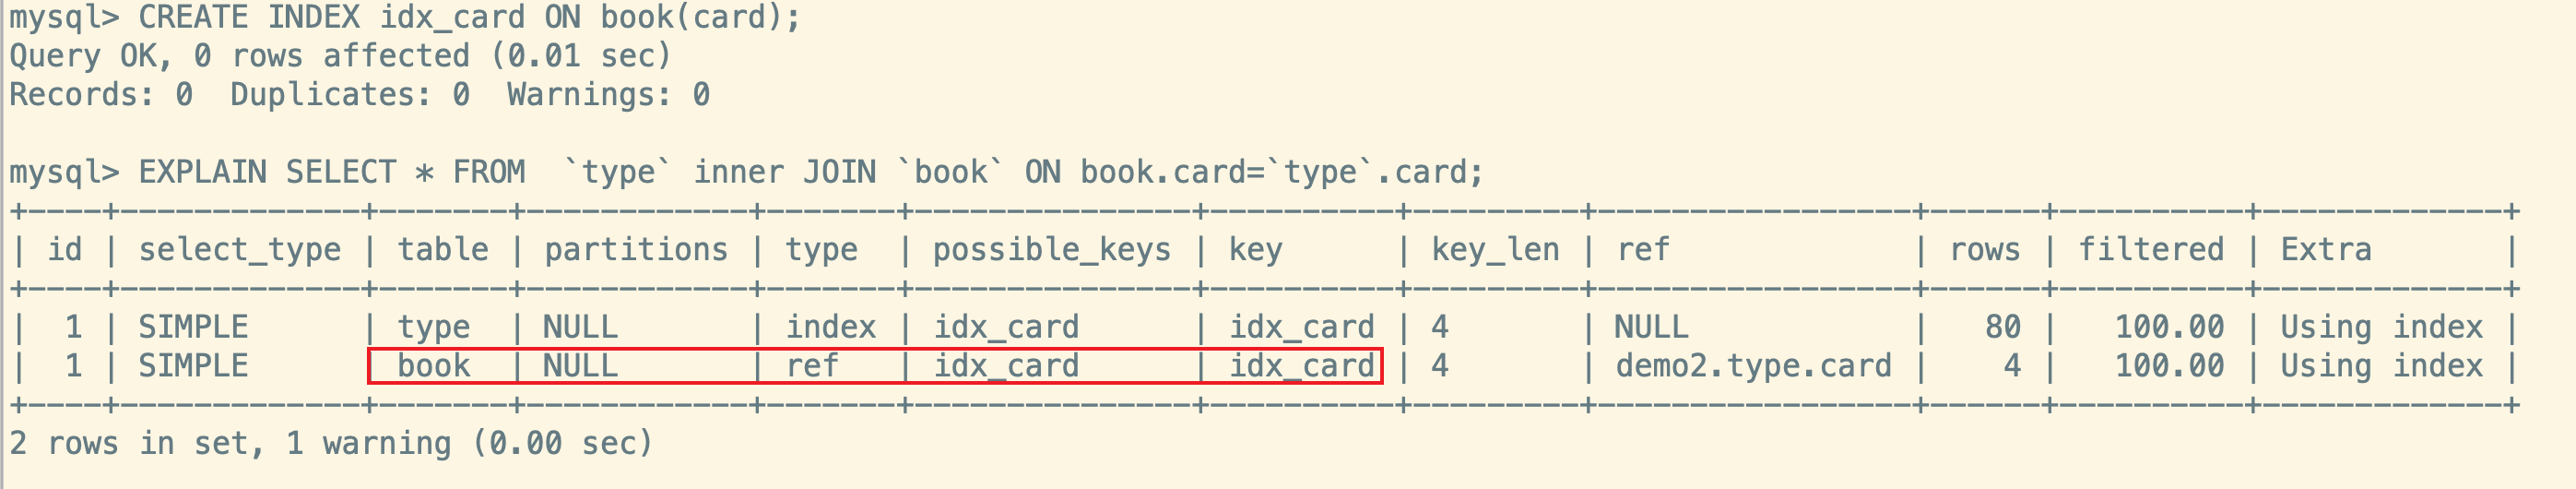 mysql> CREATE INDEX idx_card ON book(card);
Query OK, 0 rows affected (0.01 sec)
Records: 0  Duplicates: 0  Warnings: 0

mysql> EXPLAIN SELECT * FROM  `type` inner JOIN `book` ON book.card=`type`.card;
+----+-------------+-------+------------+-------+---------------+----------+---------+-----------------+------+----------+-------------+
| id | select_type | table | partitions | type  | possible_keys | key      | key_len | ref             | rows | filtered | Extra       |
+----+-------------+-------+------------+-------+---------------+----------+---------+-----------------+------+----------+-------------+
|  1 | SIMPLE      | type  | NULL       | index | idx_card      | idx_card | 4       | NULL            |   80 |   100.00 | Using index |
|  1 | SIMPLE      | book  | NULL       | ref   | idx_card      | idx_card | 4       | demo2.type.card |    4 |   100.00 | Using index |
+----+-------------+-------+------------+-------+---------------+----------+---------+-----------------+------+----------+-------------+
2 rows in set, 1 warning (0.00 sec)